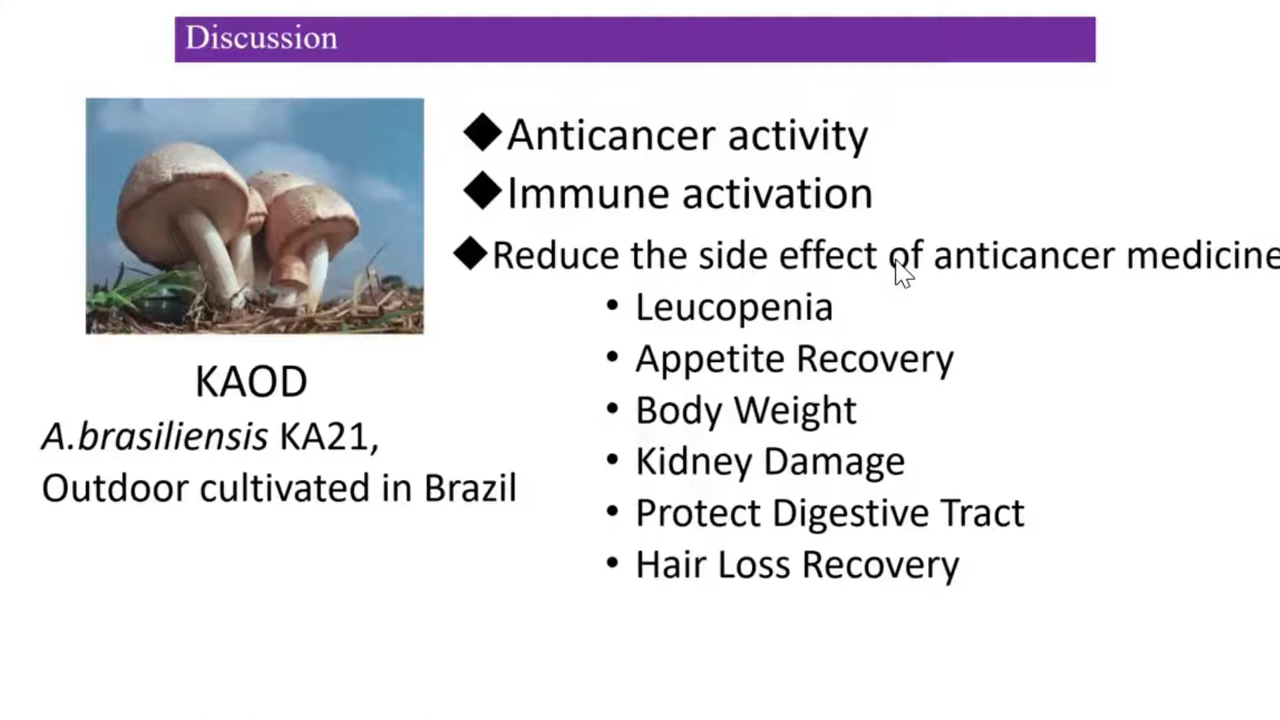 Discussion
◆Anticancer activity
◆Immune activation
◆Reduce the side effect of anticancer medicine
• Leucopenia
• Appetite Recovery
• Body Weight
• Kidney Damage
• Protect Digestive Tract
• Hair Loss Recovery
KAOD
A.brasiliensis KA21,
Outdoor cultivated in Brazil